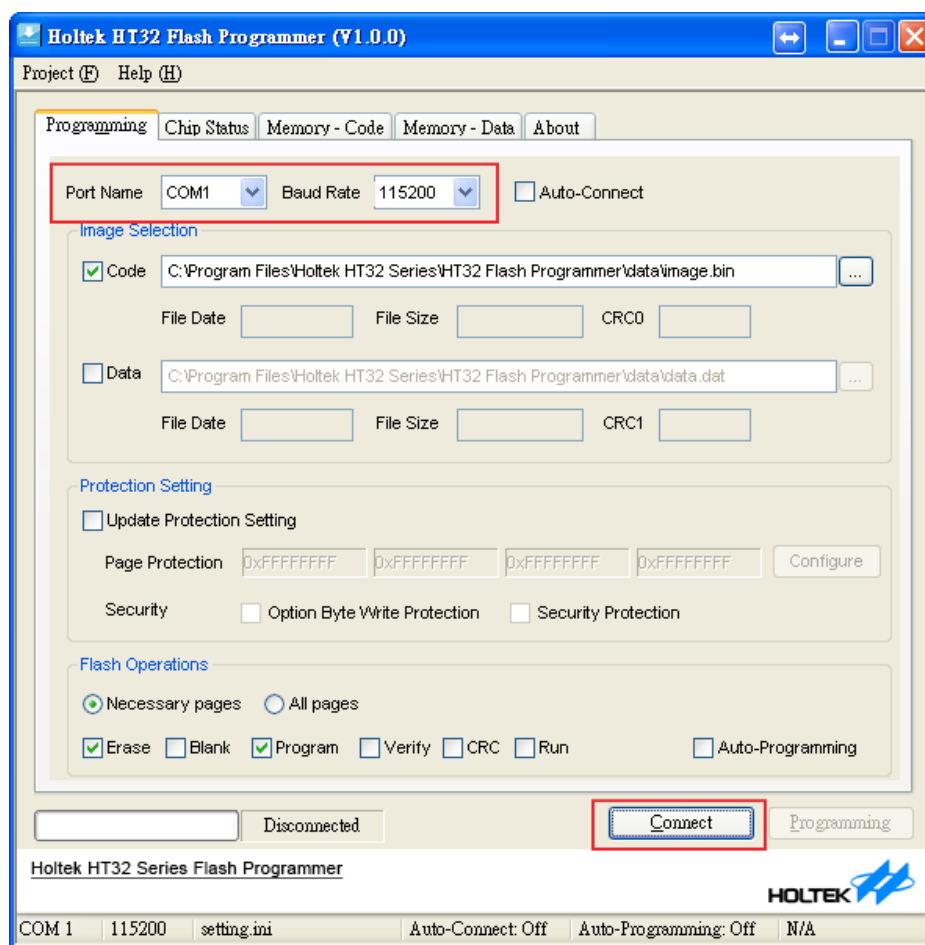 Holtek HT32 Flash Programmer (V1.0.0)
Project (F) Help (H)
Programming Chip Status Memory - Code Memory - Data About
Port Name COM1 Baud Rate 115200 Auto-Connect
Image Selection
Code C:\Program Files\Holtek HT32 Series\HT32 Flash Programmer\data\image.bin ...
File Date File Size CRC0
Data C:\Program Files\Holtek HT32 Series\HT32 Flash Programmer\data\data.dat ...
File Date File Size CRC1
Protection Setting
Update Protection Setting
Page Protection 0xFFFFFFFF 0xFFFFFFFF 0xFFFFFFFF 0xFFFFFFFF Configure
Security Option Byte Write Protection Security Protection
Flash Operations
Necessary pages All pages
Erase Blank Program Verify CRC Run Auto-Programming
Disconnected Connect Programming
Holtek HT32 Series Flash Programmer
HOLTEK
COM 1 115200 setting.ini Auto-Connect: Off Auto-Programming: Off N/A